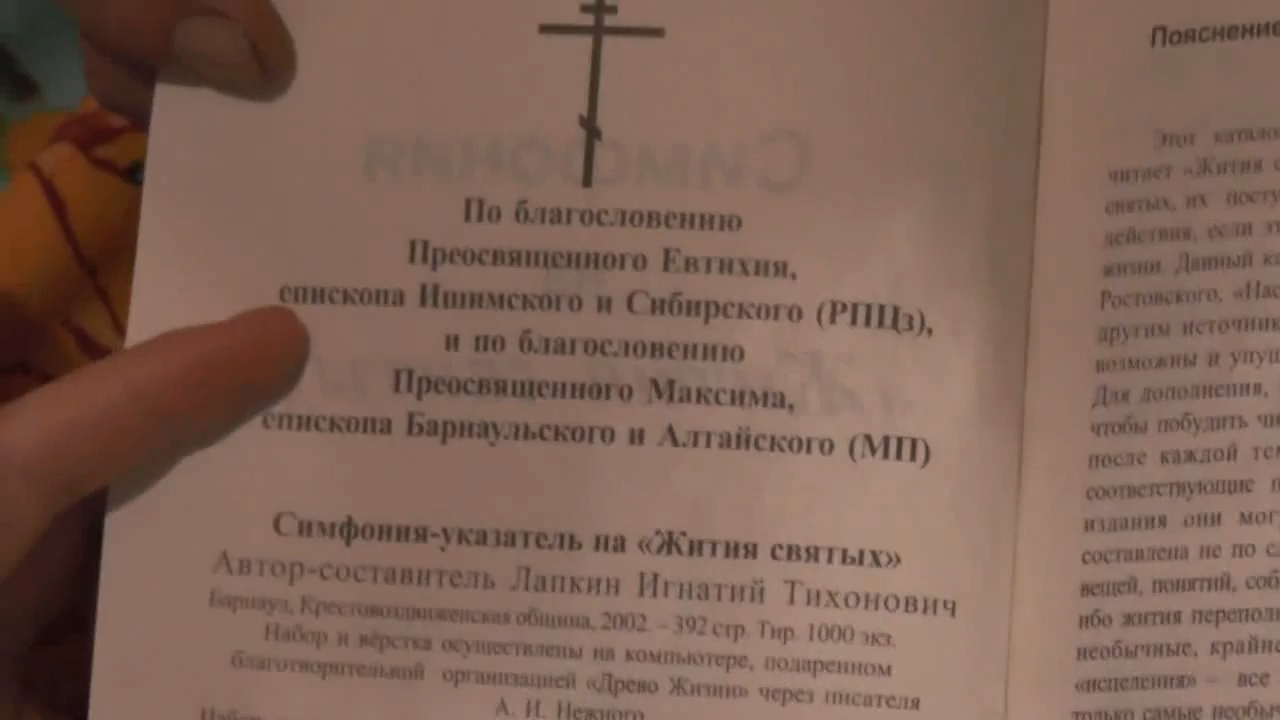 По благословению
Преосвященного Евтихия,
епископа Ишимского и Сибирского (РПЦз),
и по благословению
Преосвященного Максима,
епископа Барнаульского и Алтайского (МП)
Симфония-указатель на «Жития святых»
Автор-составитель Лапкин Игнатий Тихонович
Барнаул, Крестовоздвиженская община, 2002. – 392 стр. Тир. 1000 экз.
Набор и вёрстка осуществлены на компьютере, подаренном
благотворительной организацией «Древо Жизни» через писателя
А. И. Нежного
Пояснение
Этот
читает «Жития
святых, их
действия, если
жизни. Данный
Ростовского,
другим
возможны и
Для дополнения,
чтобы побудить
после каждой
соответствующие
издания они
составлена не по
вещей, понятий,
ибо жития
необычные,
«исцеления» – все
только самые